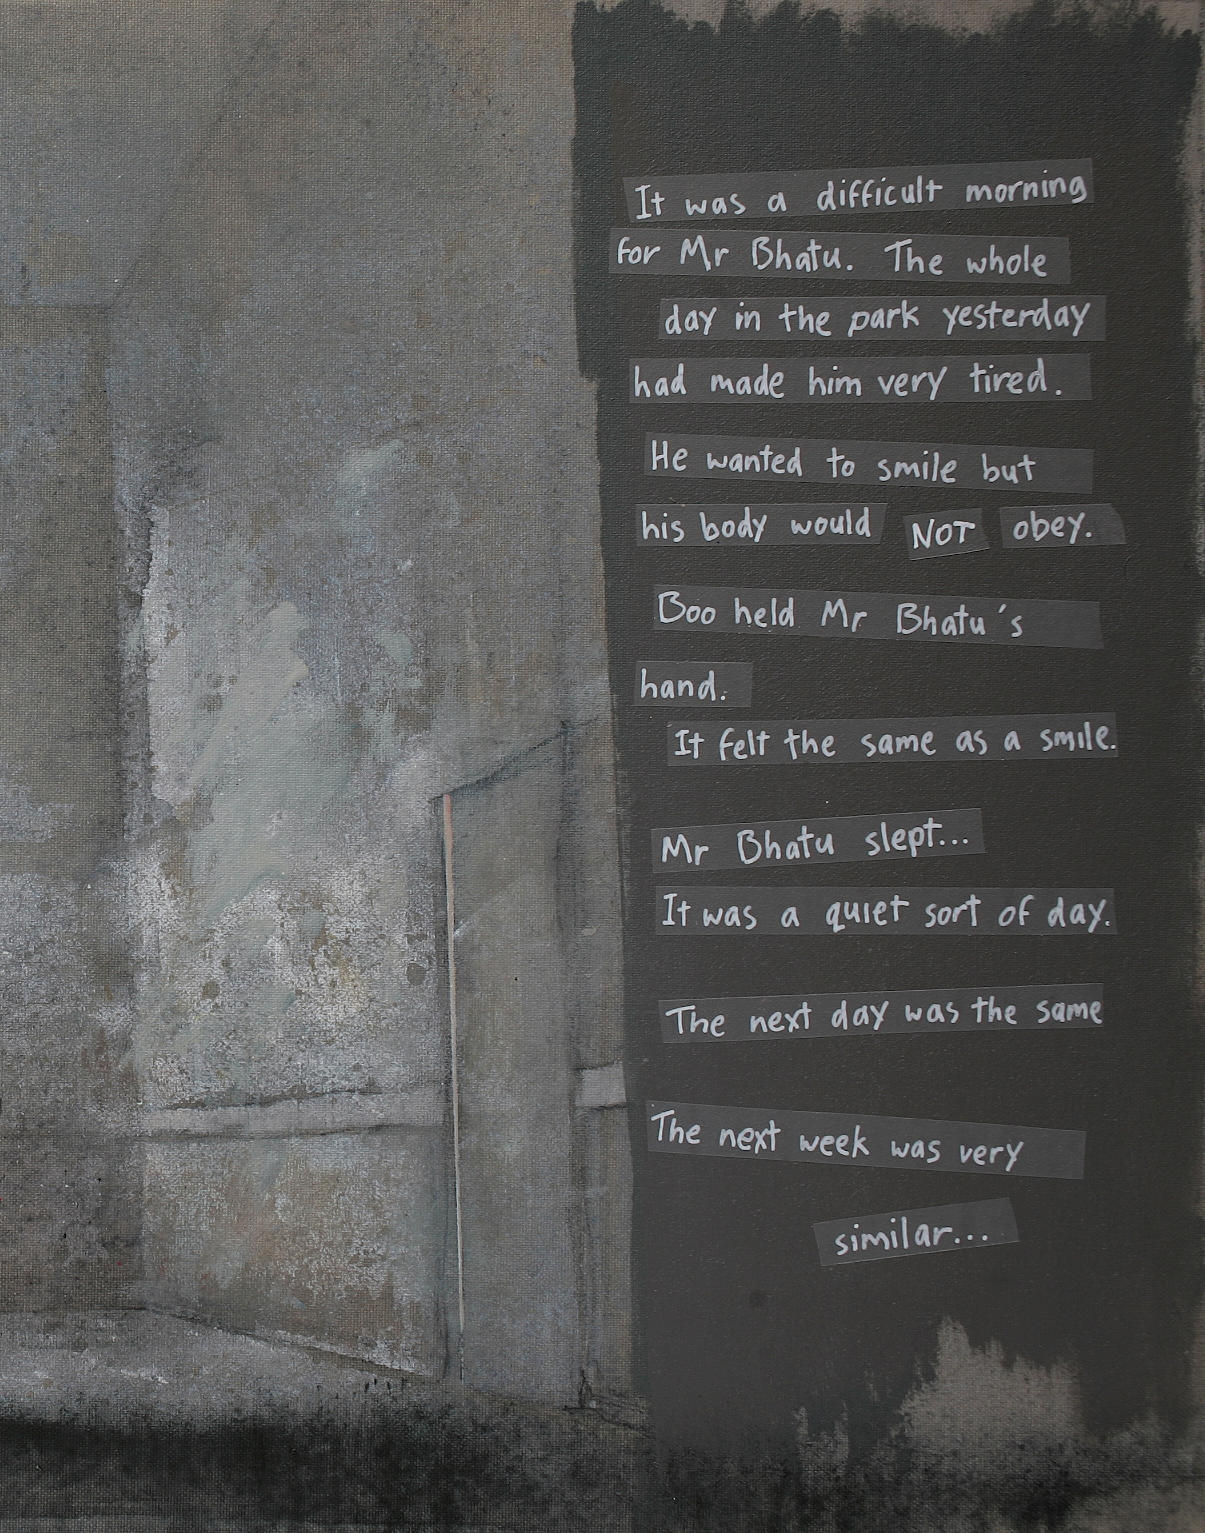 It was a difficult morning
for Mr Bhatu. The whole
day in the park yesterday
had made him very tired.
He wanted to smile but
his body would NOT obey.
Boo held Mr Bhatu's
hand.
It felt the same as a smile.
Mr Bhatu slept...
It was a quiet sort of day.
The next day was the same
The next week was very
similar...